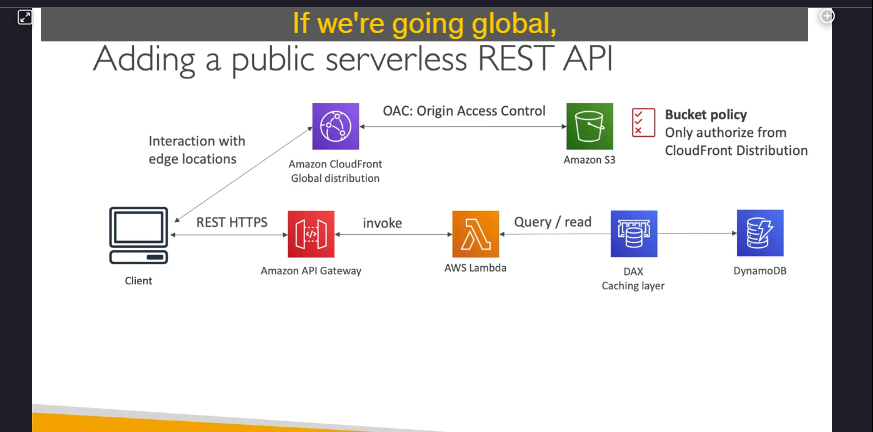 If we're going global,
Adding a public serverless REST API
OAC: Origin Access Control
Bucket policy
Only authorize from
CloudFront Distribution
Interaction with
edge locations
Amazon CloudFront
Global distribution
Amazon S3
REST HTTPS
invoke
Query / read
Client
Amazon API Gateway
AWS Lambda
DAX
Caching layer
DynamoDB